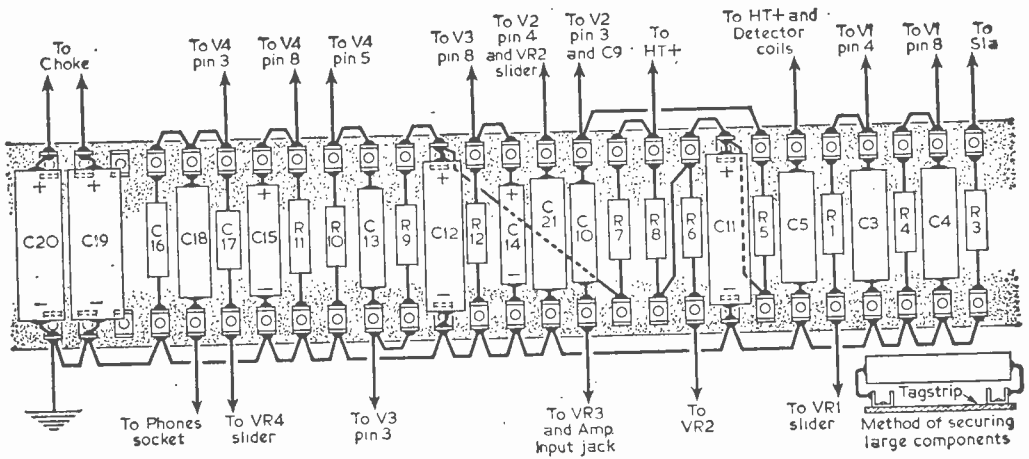 To
Choke
To V4
pin 3
To V4
pin 8
To V4
pin 5
To V3
pin 8
To V2
pin 4
and VR2
slider
To V2
pin 3
and C9
To
HT+
To HT+ and
Detector
coils
To V1
pin 4
To V1
pin 8
To
S1a
+
C20
−
+ +
C19
−
C16
C18
C17
C15
+
−
R11
R10
C13
R9
+
C12
−
R12
+
C14
−
C21
C10
R7
R8
R6
+
C11
−
R5
C5
R1
C3
R4
C4
R3
To Phones
socket
To VR4
slider
To V3
pin 3
To VR3
and Amp.
Input jack
To
VR2
To VR1
slider
Tagstrip
Method of securing
large components